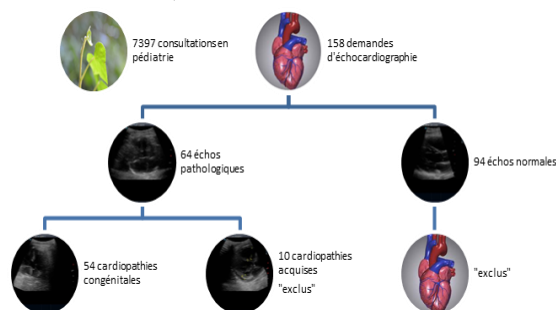 7397 consultations en
pédiatrie
158 demandes
d'échocardiographie
64 échos
pathologiques
94 échos normales
54 cardiopathies
congénitales
10 cardiopathies
acquises
"exclus"
"exclus"